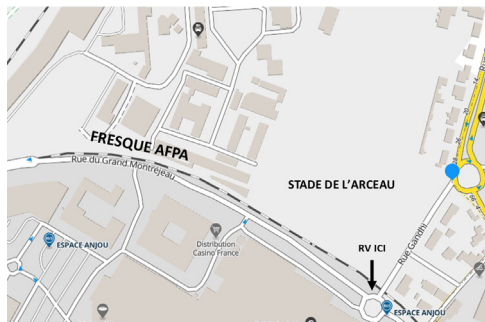 FRESQUE AFPA
Rue du Grand Montréjeau
STADE DE L'ARCEAU
ESPACE ANJOU
Distribution
Casino France
RV ICI
Rue Gandhi
ESPACE ANJOU